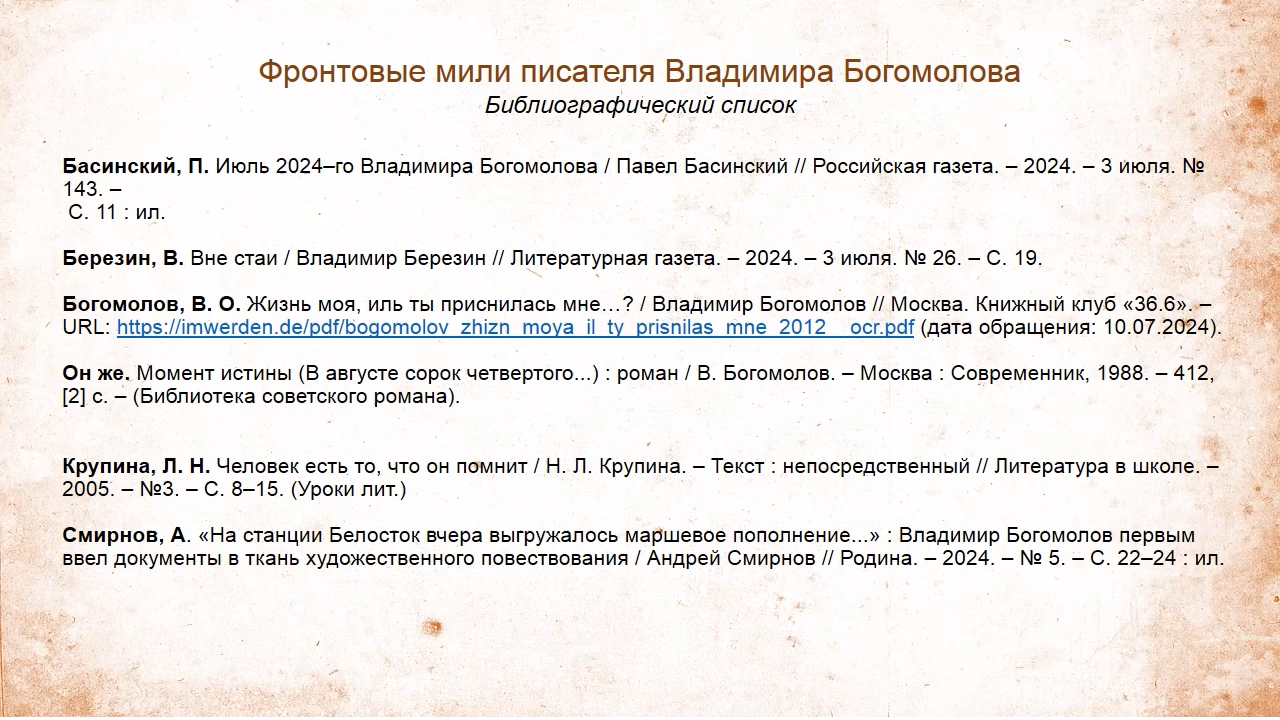 Фронтовые мили писателя Владимира Богомолова
Библиографический список
Басинский, П. Июль 2024–го Владимира Богомолова / Павел Басинский // Российская газета. – 2024. – 3 июля. №
143. –
С. 11 : ил.
Березин, В. Вне стаи / Владимир Березин // Литературная газета. – 2024. – 3 июля. № 26. – С. 19.
Богомолов, В. О. Жизнь моя, иль ты приснилась мне…? / Владимир Богомолов // Москва. Книжный клуб «36.6». –
URL: https://imwerden.de/pdf/bogomolov_zhizn_moya_il_ty_prisnilas_mne_2012__ocr.pdf (дата обращения: 10.07.2024).
Он же. Момент истины (В августе сорок четвертого...) : роман / В. Богомолов. – Москва : Современник, 1988. – 412,
[2] с. – (Библиотека советского романа).
Крупина, Л. Н. Человек есть то, что он помнит / Н. Л. Крупина. – Текст : непосредственный // Литература в школе. –
2005. – №3. – С. 8–15. (Уроки лит.)
Смирнов, А. «На станции Белосток вчера выгружалось маршевое пополнение...» : Владимир Богомолов первым
ввел документы в ткань художественного повествования / Андрей Смирнов // Родина. – 2024. – № 5. – С. 22–24 : ил.